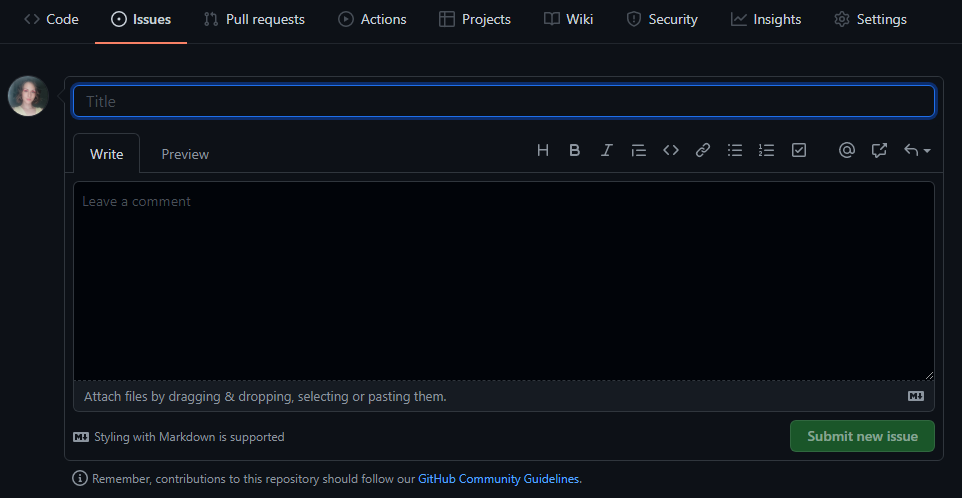 Code Issues Pull requests Actions Projects Wiki Security Insights Settings
Title
Write Preview H B I
Leave a comment
Attach files by dragging & dropping, selecting or pasting them.
Styling with Markdown is supported Submit new issue
Remember, contributions to this repository should follow our GitHub Community Guidelines.